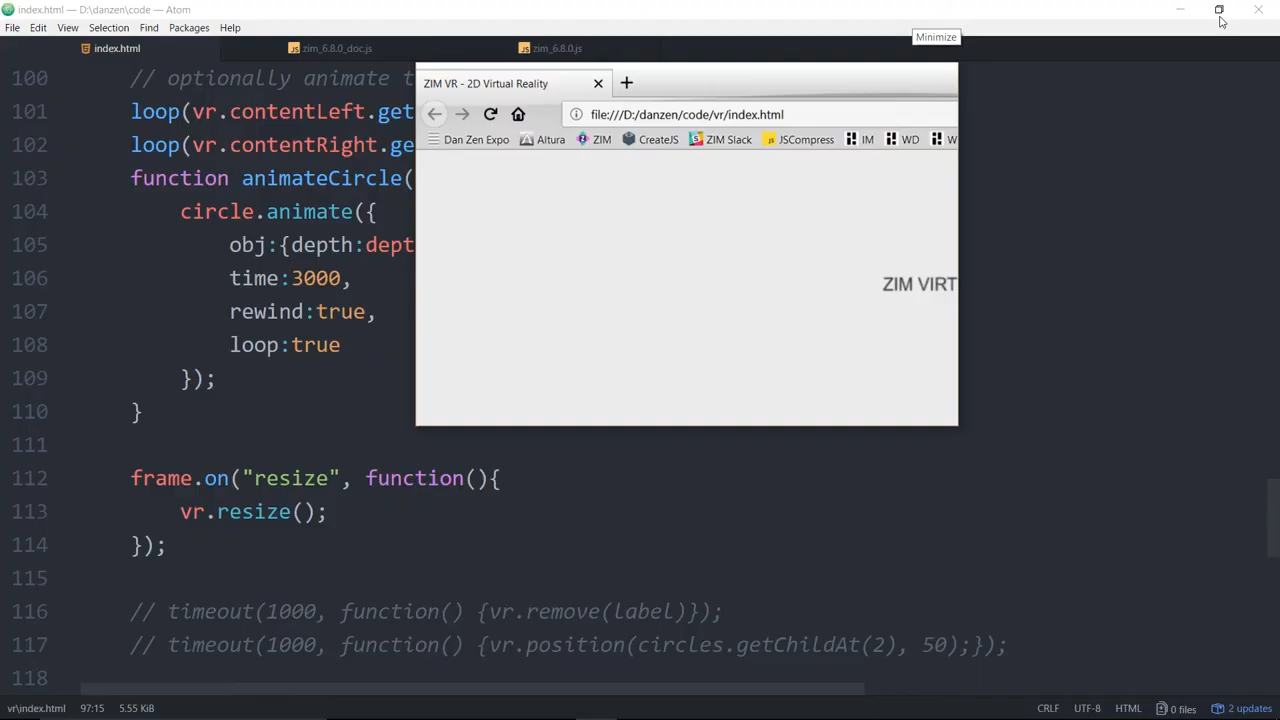 index.html — D:\danzen\code — Atom
File Edit View Selection Find Packages Help
Minimize
index.html zim_6.8.0_doc.js zim_6.8.0.js
100 // optionally animate t
101 loop(vr.contentLeft.get
102 loop(vr.contentRight.ge
103 function animateCircle(
104 circle.animate({
105 obj:{depth:dept
106 time:3000,
107 rewind:true,
108 loop:true
109 });
110 }
111
112 frame.on("resize", function(){
113 vr.resize();
114 });
115
116 // timeout(1000, function() {vr.remove(label)});
117 // timeout(1000, function() {vr.position(circles.getChildAt(2), 50);});
118
ZIM VR - 2D Virtual Reality
file:///D:/danzen/code/vr/index.html
Dan Zen Expo Altura ZIM CreateJS ZIM Slack JSCompress IM WD W
ZIM VIRT
vr\index.html 97:15 5.55 KiB CRLF UTF-8 HTML 0 files 2 updates